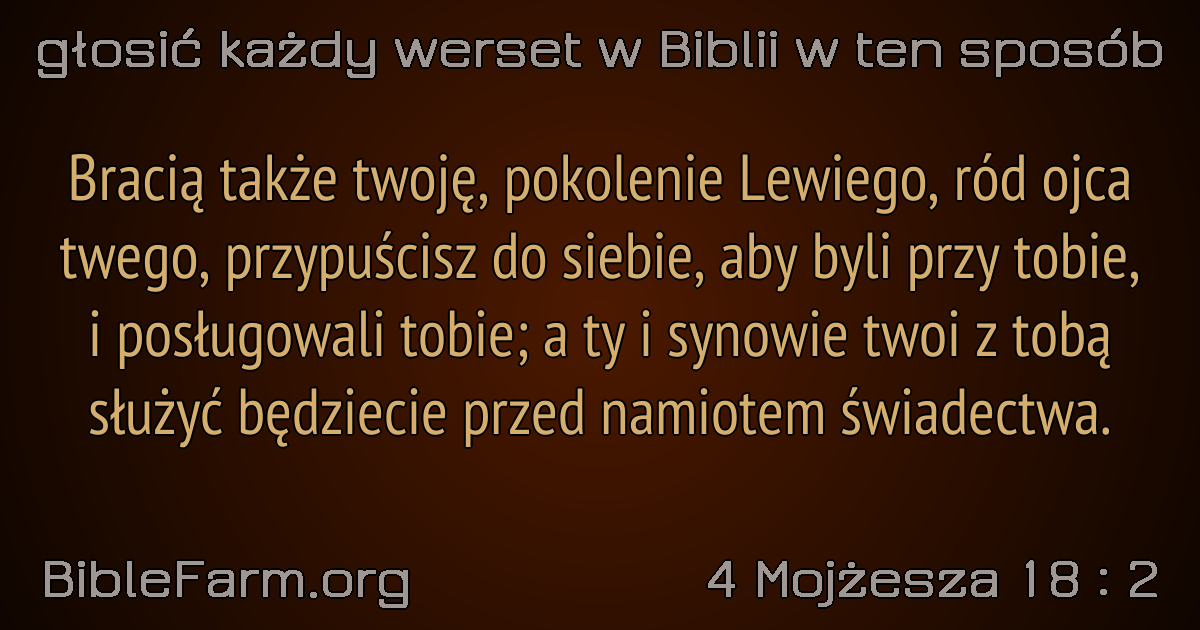 głosić każdy werset w Biblii w ten sposób
Bracią także twoję, pokolenie Lewiego, ród ojca
twego, przypuścisz do siebie, aby byli przy tobie,
i posługowali tobie; a ty i synowie twoi z tobą
służyć będziecie przed namiotem świadectwa.
BibleFarm.org
4 Mojżesza 18 : 2